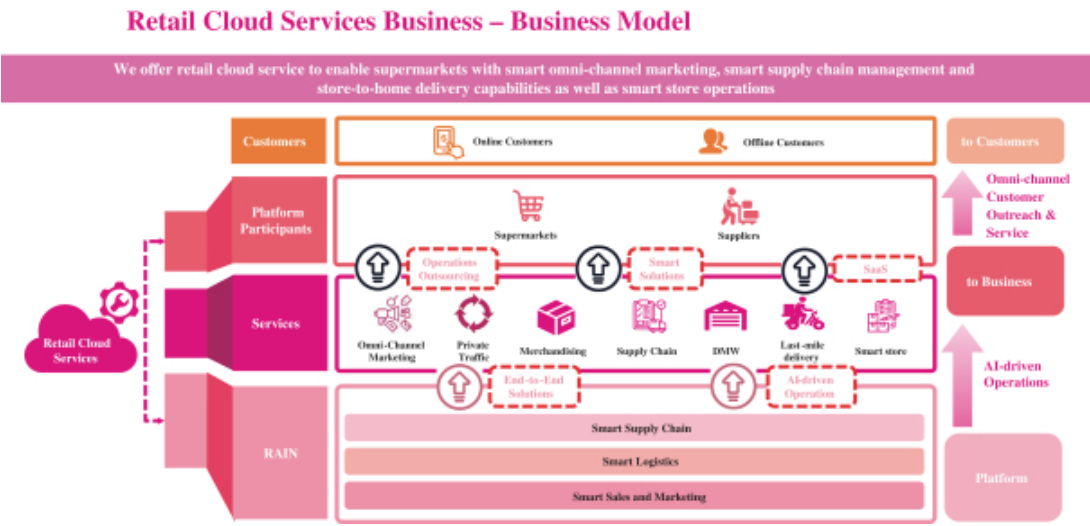 Retail Cloud Services Business – Business Model
We offer retail cloud service to enable supermarkets with smart omni-channel marketing, smart supply chain management and
store-to-home delivery capabilities as well as smart store operations
Customers
Online Customers
Offline Customers
to Customers
Platform
Participants
Supermarkets
Suppliers
Omni-channel
Customer
Outreach &
Service
Operations
Outsourcing
Smart
Solutions
SaaS
to Business
Retail Cloud
Services
Services
Omni-Channel
Marketing
Private
Traffic
Merchandising
Supply Chain
DMW
Last-mile
delivery
Smart store
AI-driven
Operations
End-to-End
Solutions
AI-driven
Operation
RAIN
Smart Supply Chain
Smart Logistics
Smart Sales and Marketing
Platform